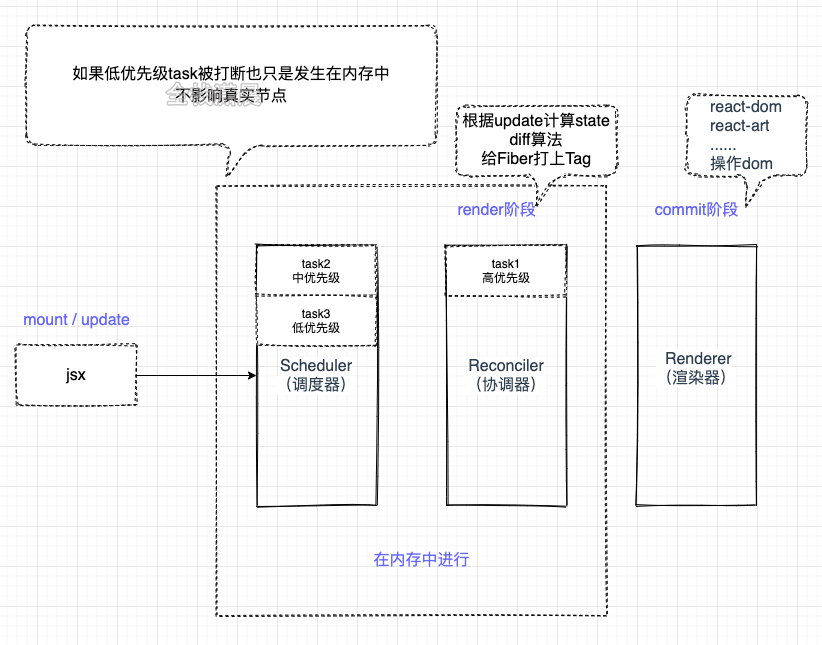 如果低优先级task被打断也只是发生在内存中
不影响真实节点
根据update计算state
diff算法
给Fiber打上Tag
react-dom
react-art
......
操作dom
render阶段
commit阶段
task2
中优先级
task3
低优先级
task1
高优先级
mount / update
jsx
Scheduler
（调度器）
Reconciler
（协调器）
Renderer
（渲染器）
在内存中进行